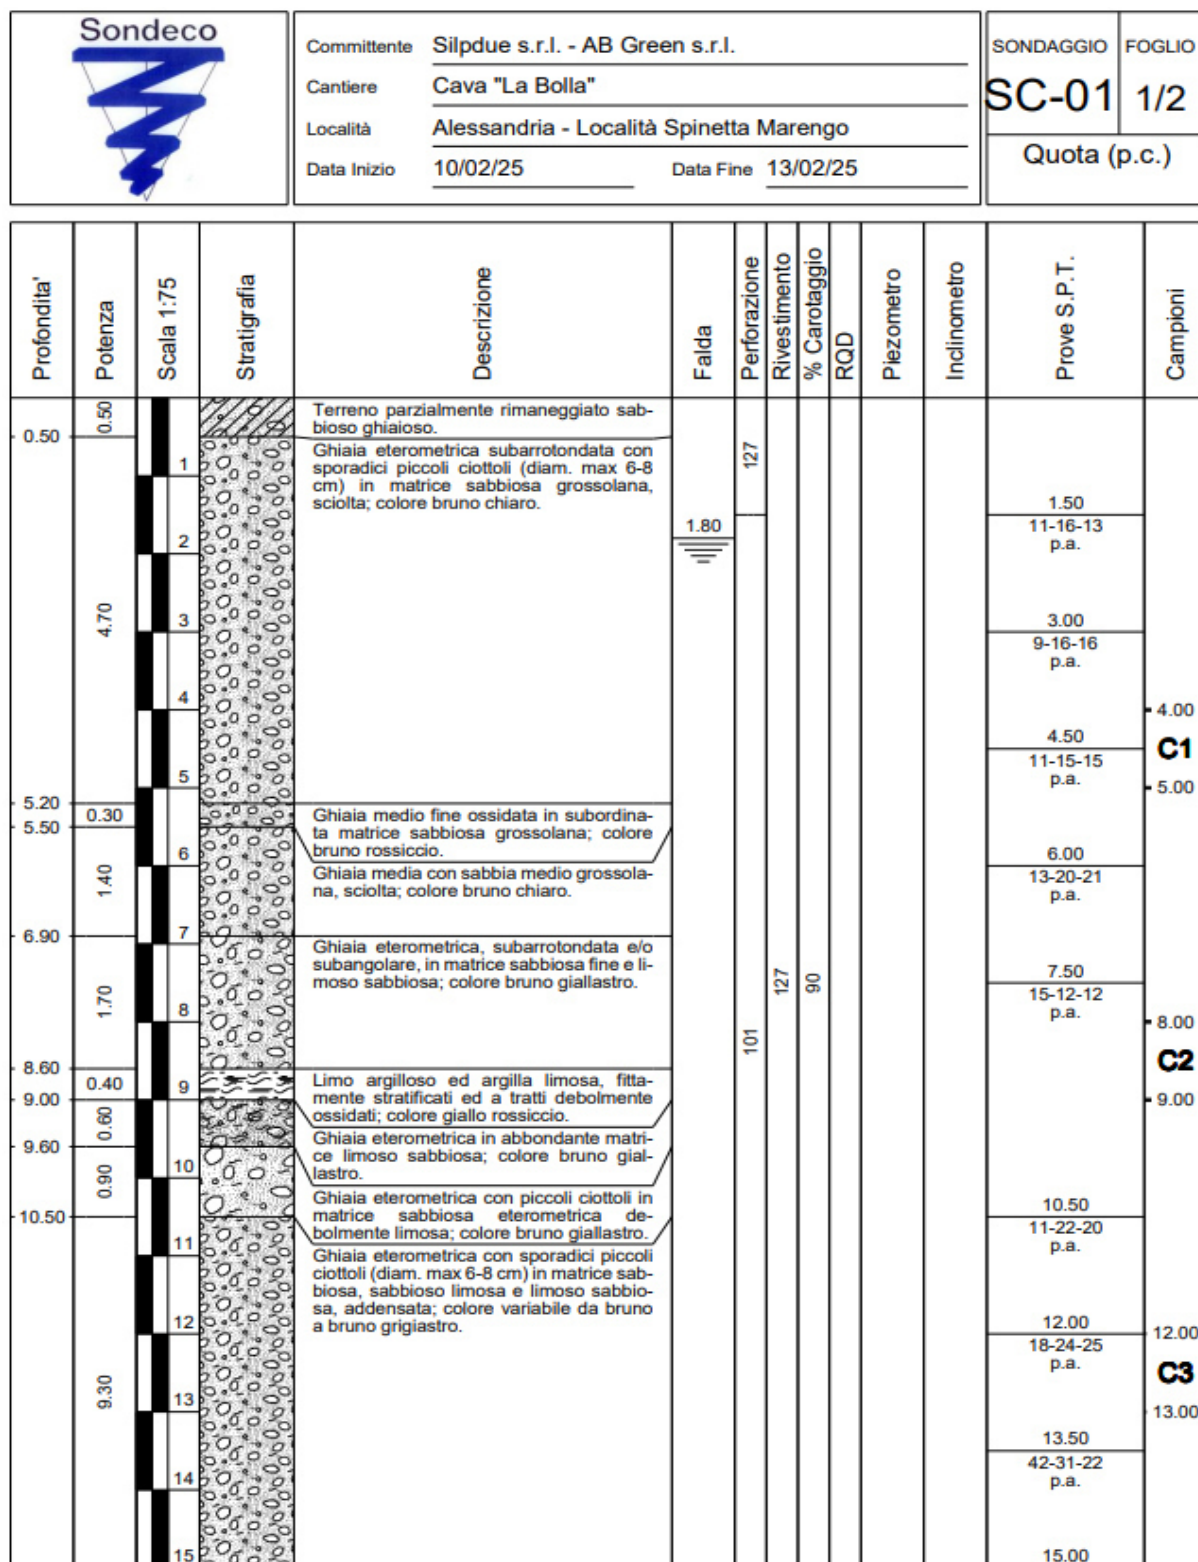 Sondeco
Committente Silpdue s.r.l. - AB Green s.r.l.
Cantiere Cava "La Bolla"
Località Alessandria - Località Spinetta Marengo
Data Inizio 10/02/25 Data Fine 13/02/25
SONDAGGIO FOGLIO
SC-01 1/2
Quota (p.c.)
Profondita' Potenza Scala 1:75 Stratigrafia Descrizione Falda Perforazione Rivestimento % Carotaggio RQD Piezometro Inclinometro Prove S.P.T. Campioni
0.50
0.50
Terreno parzialmente rimaneggiato sab-
bioso ghiaioso.
4.70
Ghiaia eterometrica subarrotondata con
sporadici piccoli ciottoli (diam. max 6-8
cm) in matrice sabbiosa grossolana,
sciolta; colore bruno chiaro.
5.20
0.30
5.50
Ghiaia medio fine ossidata in subordina-
ta matrice sabbiosa grossolana; colore
bruno rossiccio.
1.40
Ghiaia media con sabbia medio grossola-
na, sciolta; colore bruno chiaro.
6.90
1.70
Ghiaia eterometrica, subarrotondata e/o
subangolare, in matrice sabbiosa fine e li-
moso sabbiosa; colore bruno giallastro.
8.60
0.40
9.00
Limo argilloso ed argilla limosa, fitta-
mente stratificati ed a tratti debolmente
ossidati; colore giallo rossiccio.
0.60
9.60
Ghiaia eterometrica in abbondante matri-
ce limoso sabbiosa; colore bruno gial-
lastro.
0.90
10.50
Ghiaia eterometrica con piccoli ciottoli in
matrice sabbiosa eterometrica de-
bolmente limosa; colore bruno giallastro.
9.30
Ghiaia eterometrica con sporadici piccoli
ciottoli (diam. max 6-8 cm) in matrice sab-
biosa, sabbioso limosa e limoso sabbio-
sa, addensata; colore variabile da bruno
a bruno grigiastro.
1
2
3
4
5
6
7
8
9
10
11
12
13
14
15
1.80
127
101
127
90
1.50
11-16-13
p.a.
3.00
9-16-16
p.a.
4.50
11-15-15
p.a.
6.00
13-20-21
p.a.
7.50
15-12-12
p.a.
10.50
11-22-20
p.a.
12.00
18-24-25
p.a.
13.50
42-31-22
p.a.
15.00
4.00
C1
5.00
8.00
C2
9.00
12.00
C3
13.00